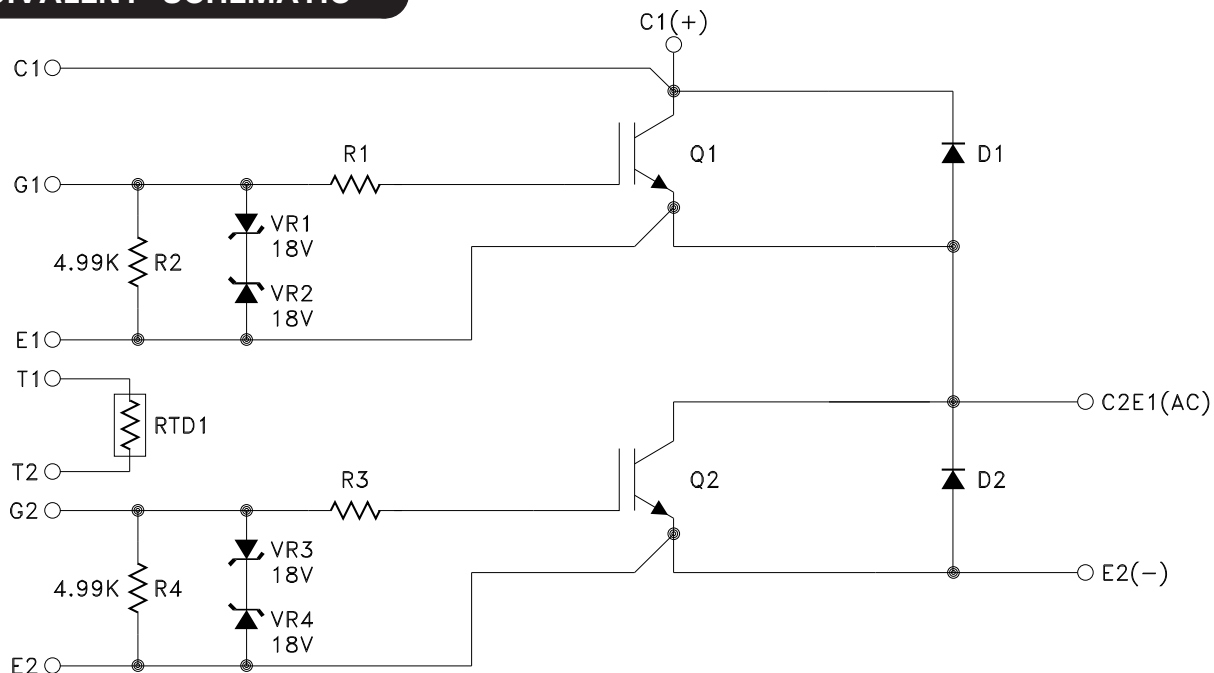 SCHEMATIC
C1(+)
C1
R1
Q1
D1
G1
VR1
18V
4.99K
R2
VR2
18V
E1
T1
RTD1
C2E1(AC)
T2
R3
Q2
D2
G2
VR3
18V
4.99K
R4
E2(-)
VR4
18V
E2